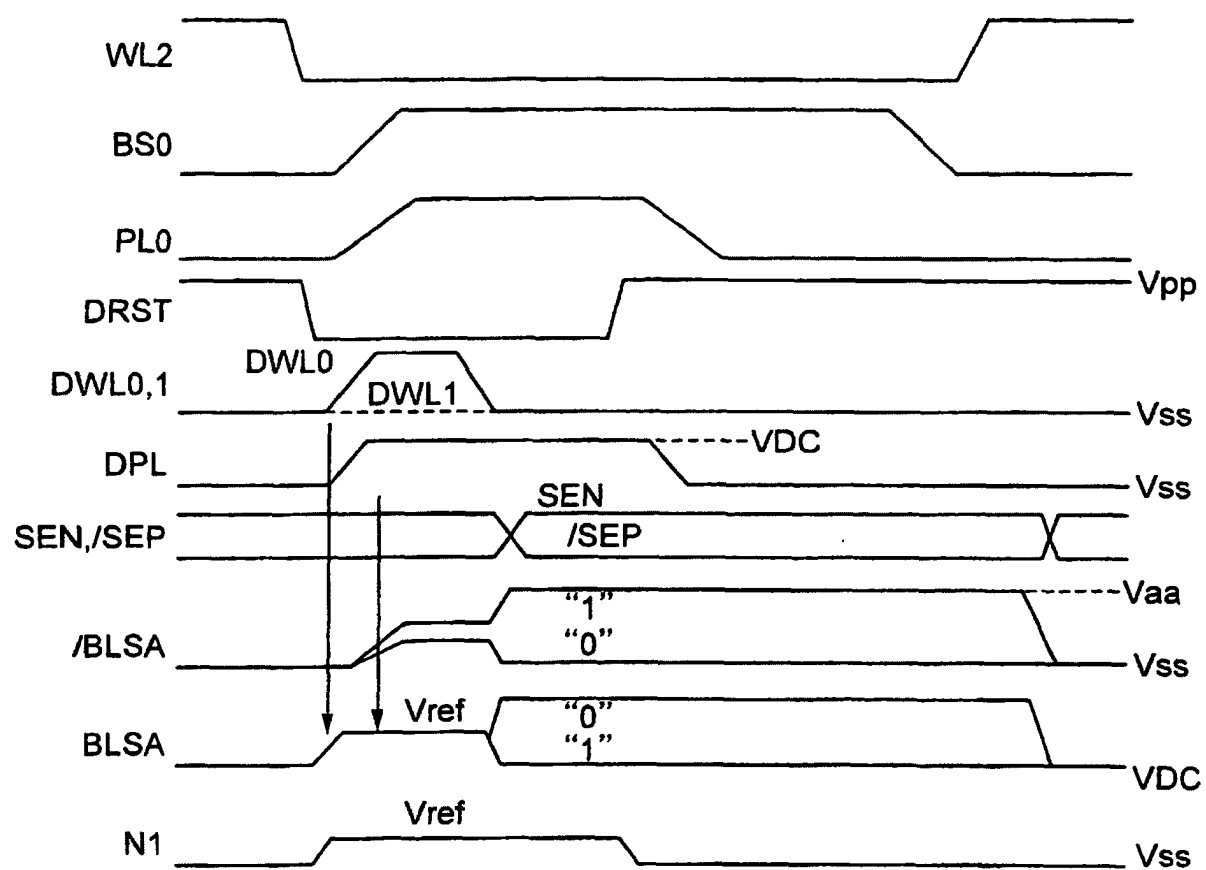 WL2
BS0
PL0
Vpp
DRST
DWL0
DWL0,1
DWL1
Vss
VDC
DPL
Vss
SEN
SEN,/SEP
/SEP
Vaa
"1"
/BLSA
"0"
Vss
Vref
"0"
BLSA
"1"
VDC
Vref
N1
Vss